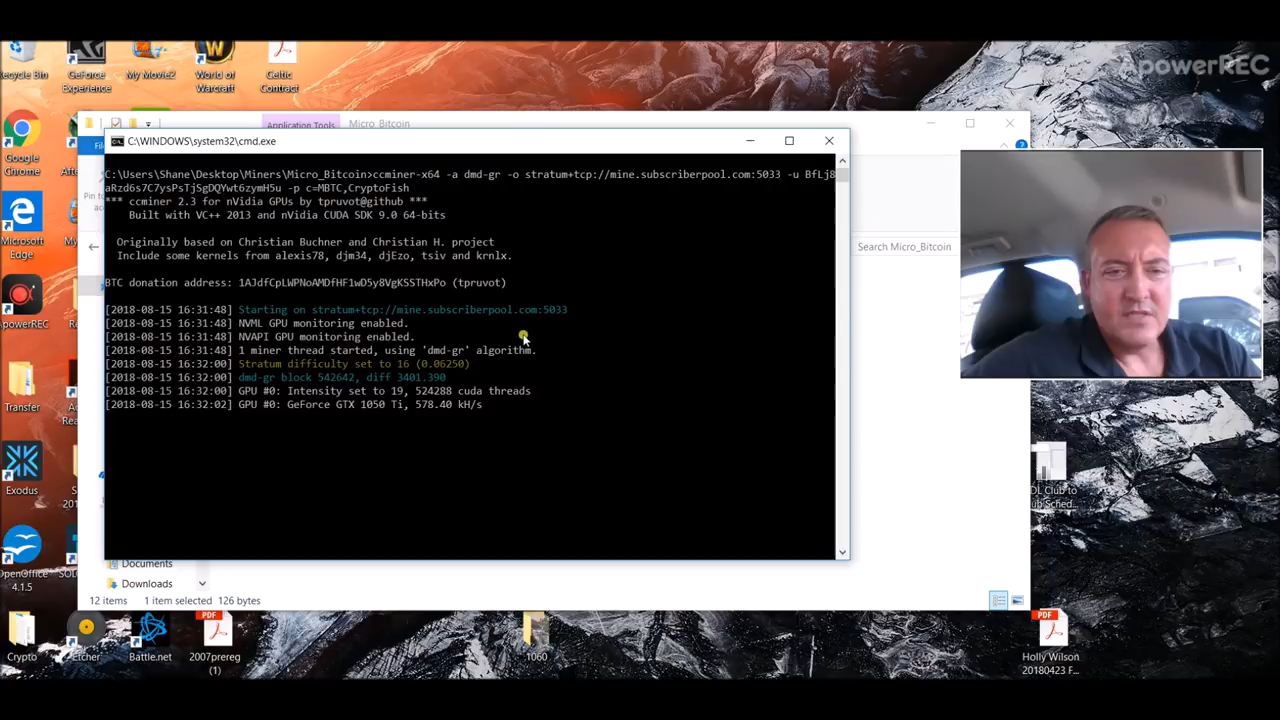 ApowerREC
Recycle Bin
GeForce
Experience
My Movie2
World of
Warcraft
Celtic
Contract
Application Tools
Micro_Bitcoin
C:\WINDOWS\system32\cmd.exe
Google
Chrome
C:\Users\Shane\Desktop\Miners\Micro_Bitcoin>ccminer-x64 -a dmd-gr -o stratum+tcp://mine.subscriberpool.com:5033 -u BfLj8
aRzd6s7C7ysPsTjSgDQYwt6zymH5u -p c=MBTC,CryptoFish
*** ccminer 2.3 for nVidia GPUs by tpruvot@github ***
Built with VC++ 2013 and nVidia CUDA SDK 9.0 64-bits
Originally based on Christian Buchner and Christian H. project
Include some kernels from alexis78, djm34, djEzo, tsiv and krnlx.
BTC donation address: 1AJdfCpLWPNoAMDfHF1wD5y8VgKSSTHxPo (tpruvot)
[2018-08-15 16:31:48] Starting on stratum+tcp://mine.subscriberpool.com:5033
[2018-08-15 16:31:48] NVML GPU monitoring enabled.
[2018-08-15 16:31:48] NVAPI GPU monitoring enabled.
[2018-08-15 16:31:48] 1 miner thread started, using 'dmd-gr' algorithm.
[2018-08-15 16:32:00] Stratum difficulty set to 16 (0.06250)
[2018-08-15 16:32:00] dmd-gr block 542642, diff 3401.390
[2018-08-15 16:32:00] GPU #0: Intensity set to 19, 524288 cuda threads
[2018-08-15 16:32:02] GPU #0: GeForce GTX 1050 Ti, 578.40 kH/s
Search Micro_Bitcoin
Microsoft
Edge
My
ApowerREC
Transfer
Exodus
OpenOffice
4.1.5
Documents
Downloads
12 items 1 item selected 126 bytes
Crypto
Etcher
Battle.net
PDF
2007prereg
(1)
1060
PDF
Holly Wilson
20180423 F...